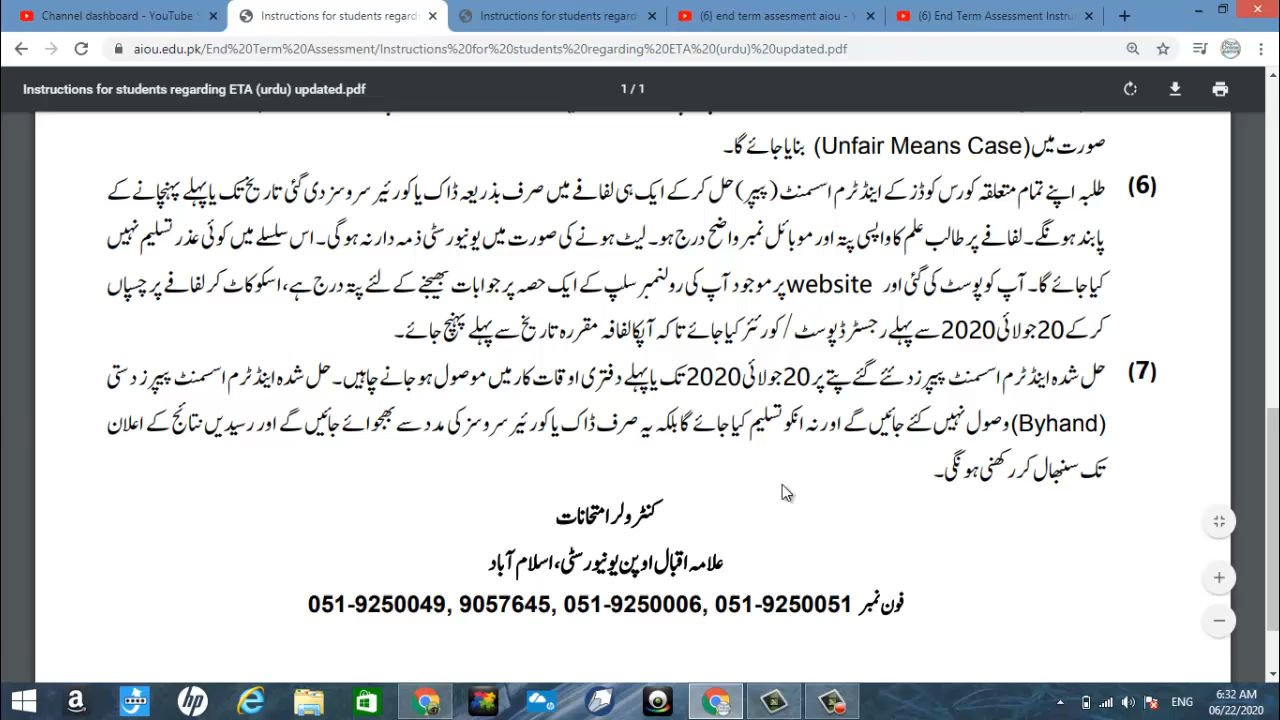 Channel dashboard - YouTube
Instructions for students regard
Instructions for students regard
(6) end term assesment aiou - Y
(6) End Term Assessment Instru
aiou.edu.pk/End%20Term%20Assessment/Instructions%20for%20students%20regarding%20ETA%20(urdu)%20updated.pdf
Instructions for students regarding ETA (urdu) updated.pdf
1 / 1
صورت میں (Unfair Means Case) بنایا جائے گا۔
(6) طلبہ اپنے تمام متعلقہ کورس کوڈز کے اینڈ ٹرم اسسمنٹ (پیپر) حل کر کے ایک ہی لفافے میں صرف بذریعہ ڈاک یا کورئیر سروسز دی گئی تاریخ تک یا پہلے پہنچانے کے
پابند ہونگے۔ لفافے پر طالب علم کا واپسی پتہ اور موبائل نمبر واضح درج ہو۔ لیٹ ہونے کی صورت میں یونیورسٹی ذمہ دار نہ ہوگی۔ اس سلسلے میں کوئی عذر تسلیم نہیں
کیا جائے گا۔ آپ کو پوسٹ کی گئی اور website پر موجود آپ کی رولنمبر سلپ کے ایک حصہ پر جوابات بھیجنے کے لئے پتہ درج ہے، اسکو کاٹ کر لفافے پر چسپاں
کر کے 20 جولائی 2020 سے پہلے رجسٹرڈ پوسٹ / کورئئر کیا جائے تاکہ آپکا لفافہ مقررہ تاریخ سے پہلے پہنچ جائے۔
(7) حل شدہ اینڈ ٹرم اسسمنٹ پیپرز دئیے گئے پتے پر 20 جولائی 2020 تک یا پہلے دفتری اوقات کار میں موصول ہو جانے چاہیں۔ حل شدہ اینڈ ٹرم اسسمنٹ پیپرز دستی
(Byhand) وصول نہیں کئے جائیں گے اور نہ انکو تسلیم کیا جائے گا بلکہ یہ صرف ڈاک یا کورئیر سروسز کی مدد سے بھجوائے جائیں گے اور رسیدیں نتائج کے اعلان
تک سنبھال کر رکھنی ہونگی۔
کنٹرولر امتحانات
علامہ اقبال اوپن یونیورسٹی، اسلام آباد
فون نمبر 051-9250049, 9057645, 051-9250006, 051-9250051
ENG
6:32 AM
06/22/2020